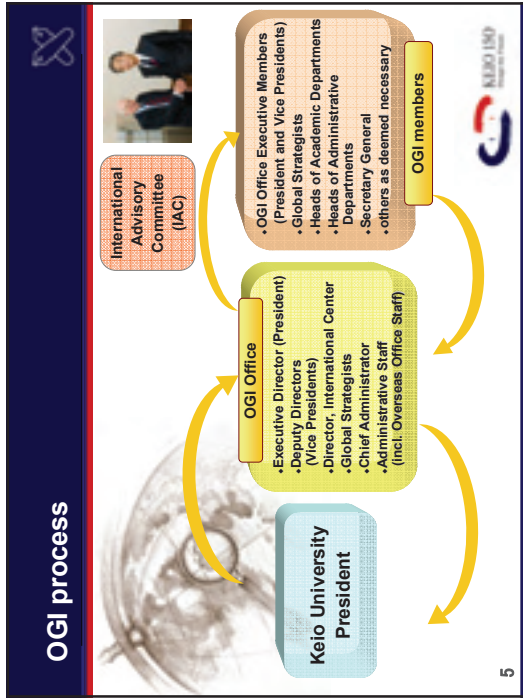 OGI process
Keio University
President
OGI Office
•Executive Director (President)
•Deputy Directors
(Vice Presidents)
•Director, International Center
•Global Strategists
•Chief Administrator
•Administrative Staff
(incl. Overseas Office Staff)
International
Advisory
Committee
(IAC)
•OGI Office Executive Members
(President and Vice Presidents)
•Global Strategists
•Heads of Academic Departments
•Heads of Administrative
Departments
•Secretary General
•others as deemed necessary
OGI members
KEIO 150
5